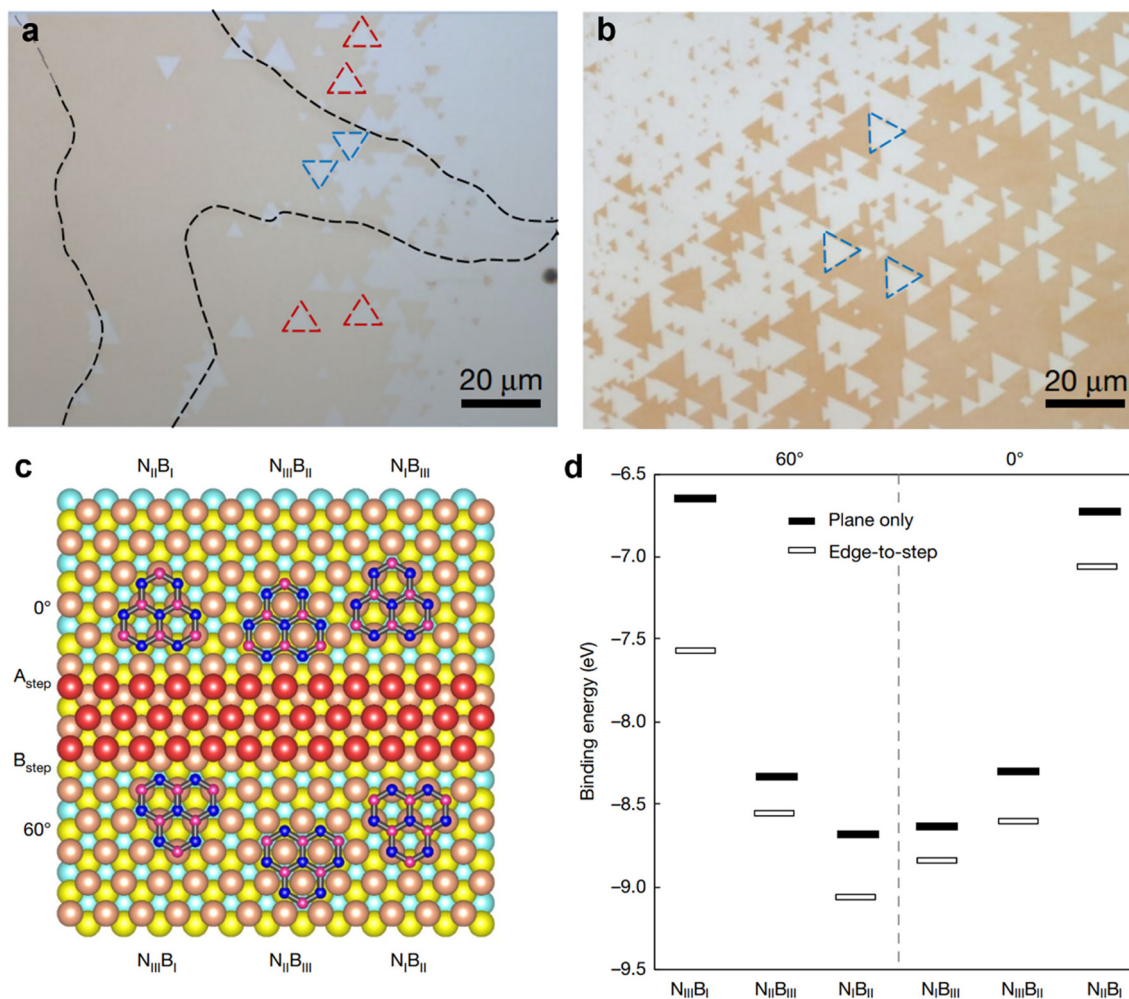 a
20 μm
b
20 μm
c
N_II B_I N_III B_II N_I B_III
0°
A_step
B_step
60°
N_III B_I N_II B_III N_I B_II
d
60° 0°
Plane only
Edge-to-step
Binding energy (eV)
−6.5
−7.0
−7.5
−8.0
−8.5
−9.0
−9.5
N_III B_I N_II B_III N_I B_II N_I B_III N_III B_II N_II B_I